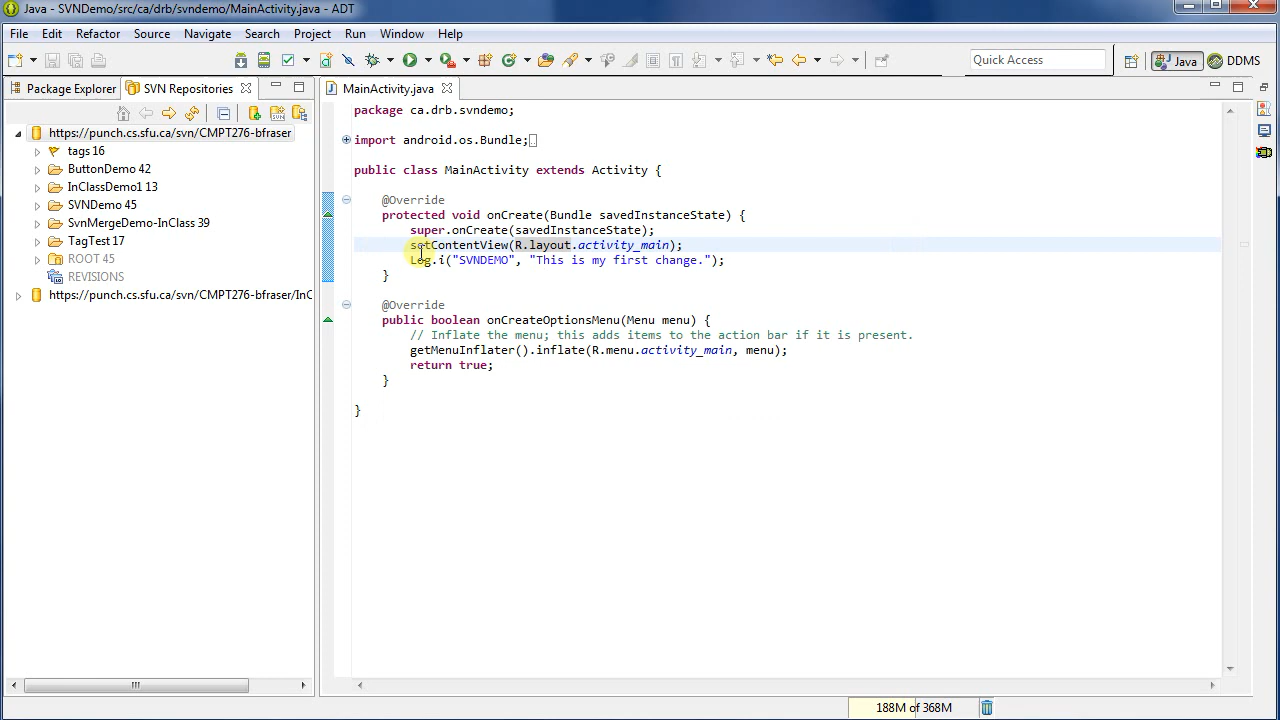 Java - SVNDemo/src/ca/drb/svndemo/MainActivity.java - ADT
File Edit Refactor Source Navigate Search Project Run Window Help
Quick Access
Java
DDMS
Package Explorer
SVN Repositories
MainActivity.java
https://punch.cs.sfu.ca/svn/CMPT276-bfraser
tags 16
ButtonDemo 42
InClassDemo1 13
SVNDemo 45
SvnMergeDemo-InClass 39
TagTest 17
ROOT 45
REVISIONS
https://punch.cs.sfu.ca/svn/CMPT276-bfraser/InC
package ca.drb.svndemo;
import android.os.Bundle;
public class MainActivity extends Activity {
@Override
protected void onCreate(Bundle savedInstanceState) {
super.onCreate(savedInstanceState);
setContentView(R.layout.activity_main);
Log.i("SVNDEMO", "This is my first change.");
}
@Override
public boolean onCreateOptionsMenu(Menu menu) {
// Inflate the menu; this adds items to the action bar if it is present.
getMenuInflater().inflate(R.menu.activity_main, menu);
return true;
}
}
188M of 368M